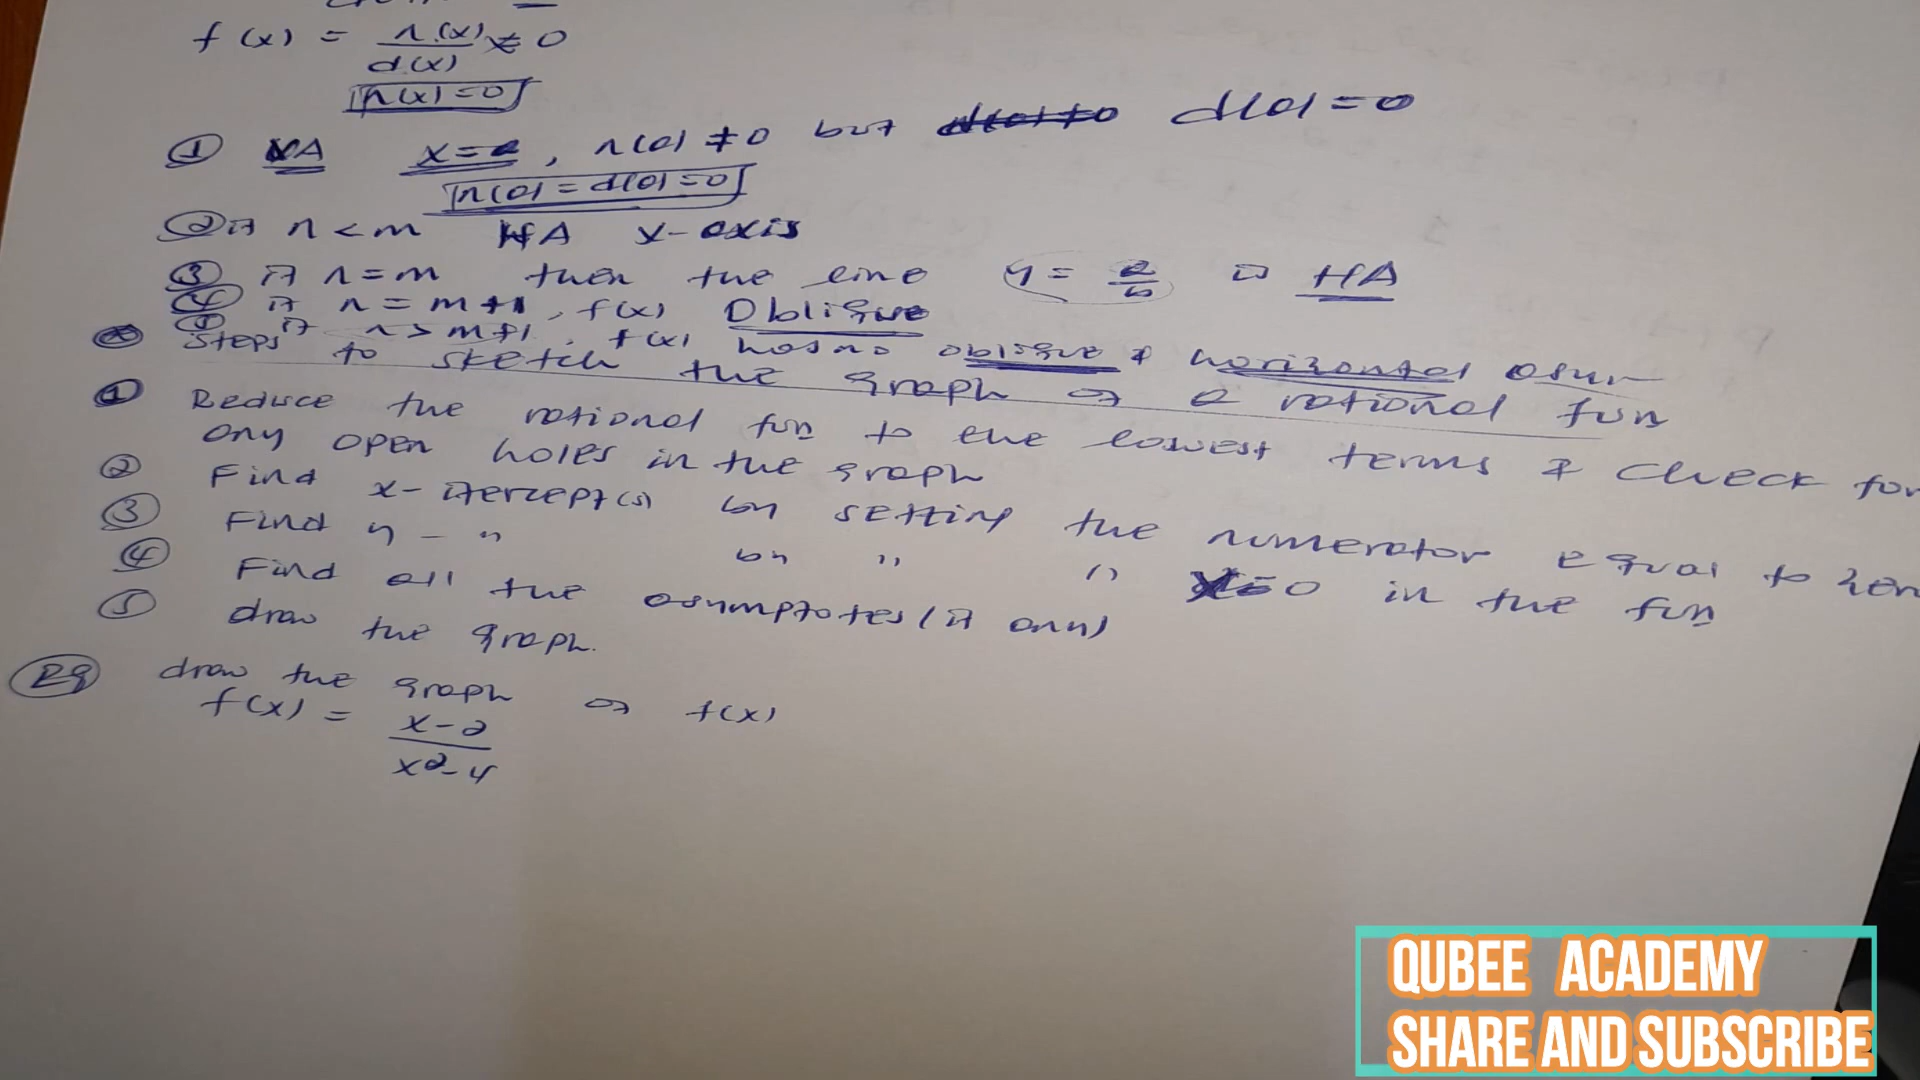 f(x) = n(x)/d(x) ≠ 0
n(x) = 0
① VA x=a, n(a) ≠ 0 but d(a)=0
n(a) = d(a) = 0
② if n < m HA x-axis
③ if n = m then the line y = a/b is HA
④ if n = m+1, f(x) Oblique
⑤ if n > m+1, f(x) has no oblique & horizontal asym
Steps to sketch the graph of a rational fun
① Reduce the rational fun to the lowest terms & check for
any open holes in the graph
② Find x-itercept(s) by setting the numerator equal to zero
③ Find y - " by " " x=0 in the fun
④ Find all the asymptotes (if any)
⑤ draw the graph.
Eg draw the graph of f(x)
f(x) = x-2/x²-4
QUBEE ACADEMY
SHARE AND SUBSCRIBE